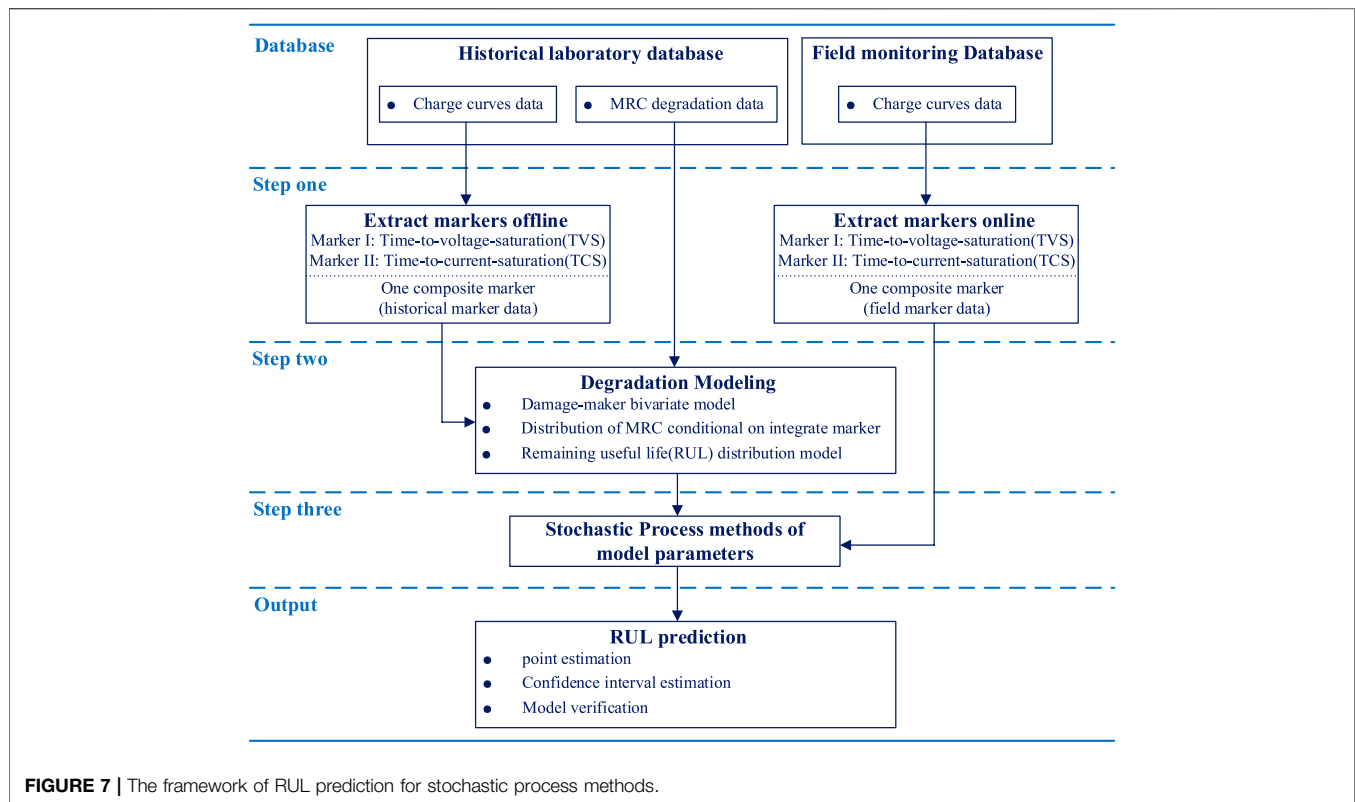 Database
Historical laboratory database
Field monitoring Database
● Charge curves data
● MRC degradation data
● Charge curves data
Step one
Extract markers offline
Marker I: Time-to-voltage-saturation(TVS)
Marker II: Time-to-current-saturation(TCS)
One composite marker
(historical marker data)
Extract markers online
Marker I: Time-to-voltage-saturation(TVS)
Marker II: Time-to-current-saturation(TCS)
One composite marker
(field marker data)
Step two
Degradation Modeling
● Damage-maker bivariate model
● Distribution of MRC conditional on integrate marker
● Remaining useful life(RUL) distribution model
Step three
Stochastic Process methods of
model parameters
Output
RUL prediction
● point estimation
● Confidence interval estimation
● Model verification
FIGURE 7 | The framework of RUL prediction for stochastic process methods.